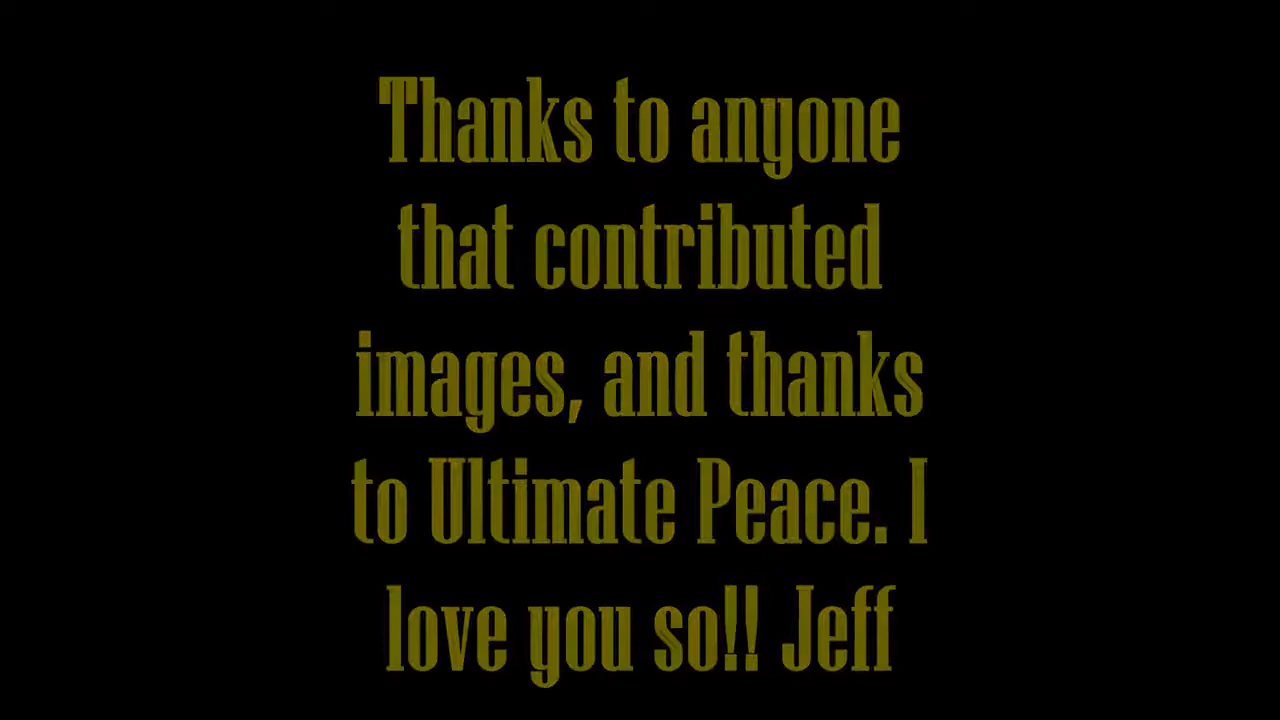 Thanks to anyone
that contributed
images, and thanks
to Ultimate Peace. I
love you so!! Jeff